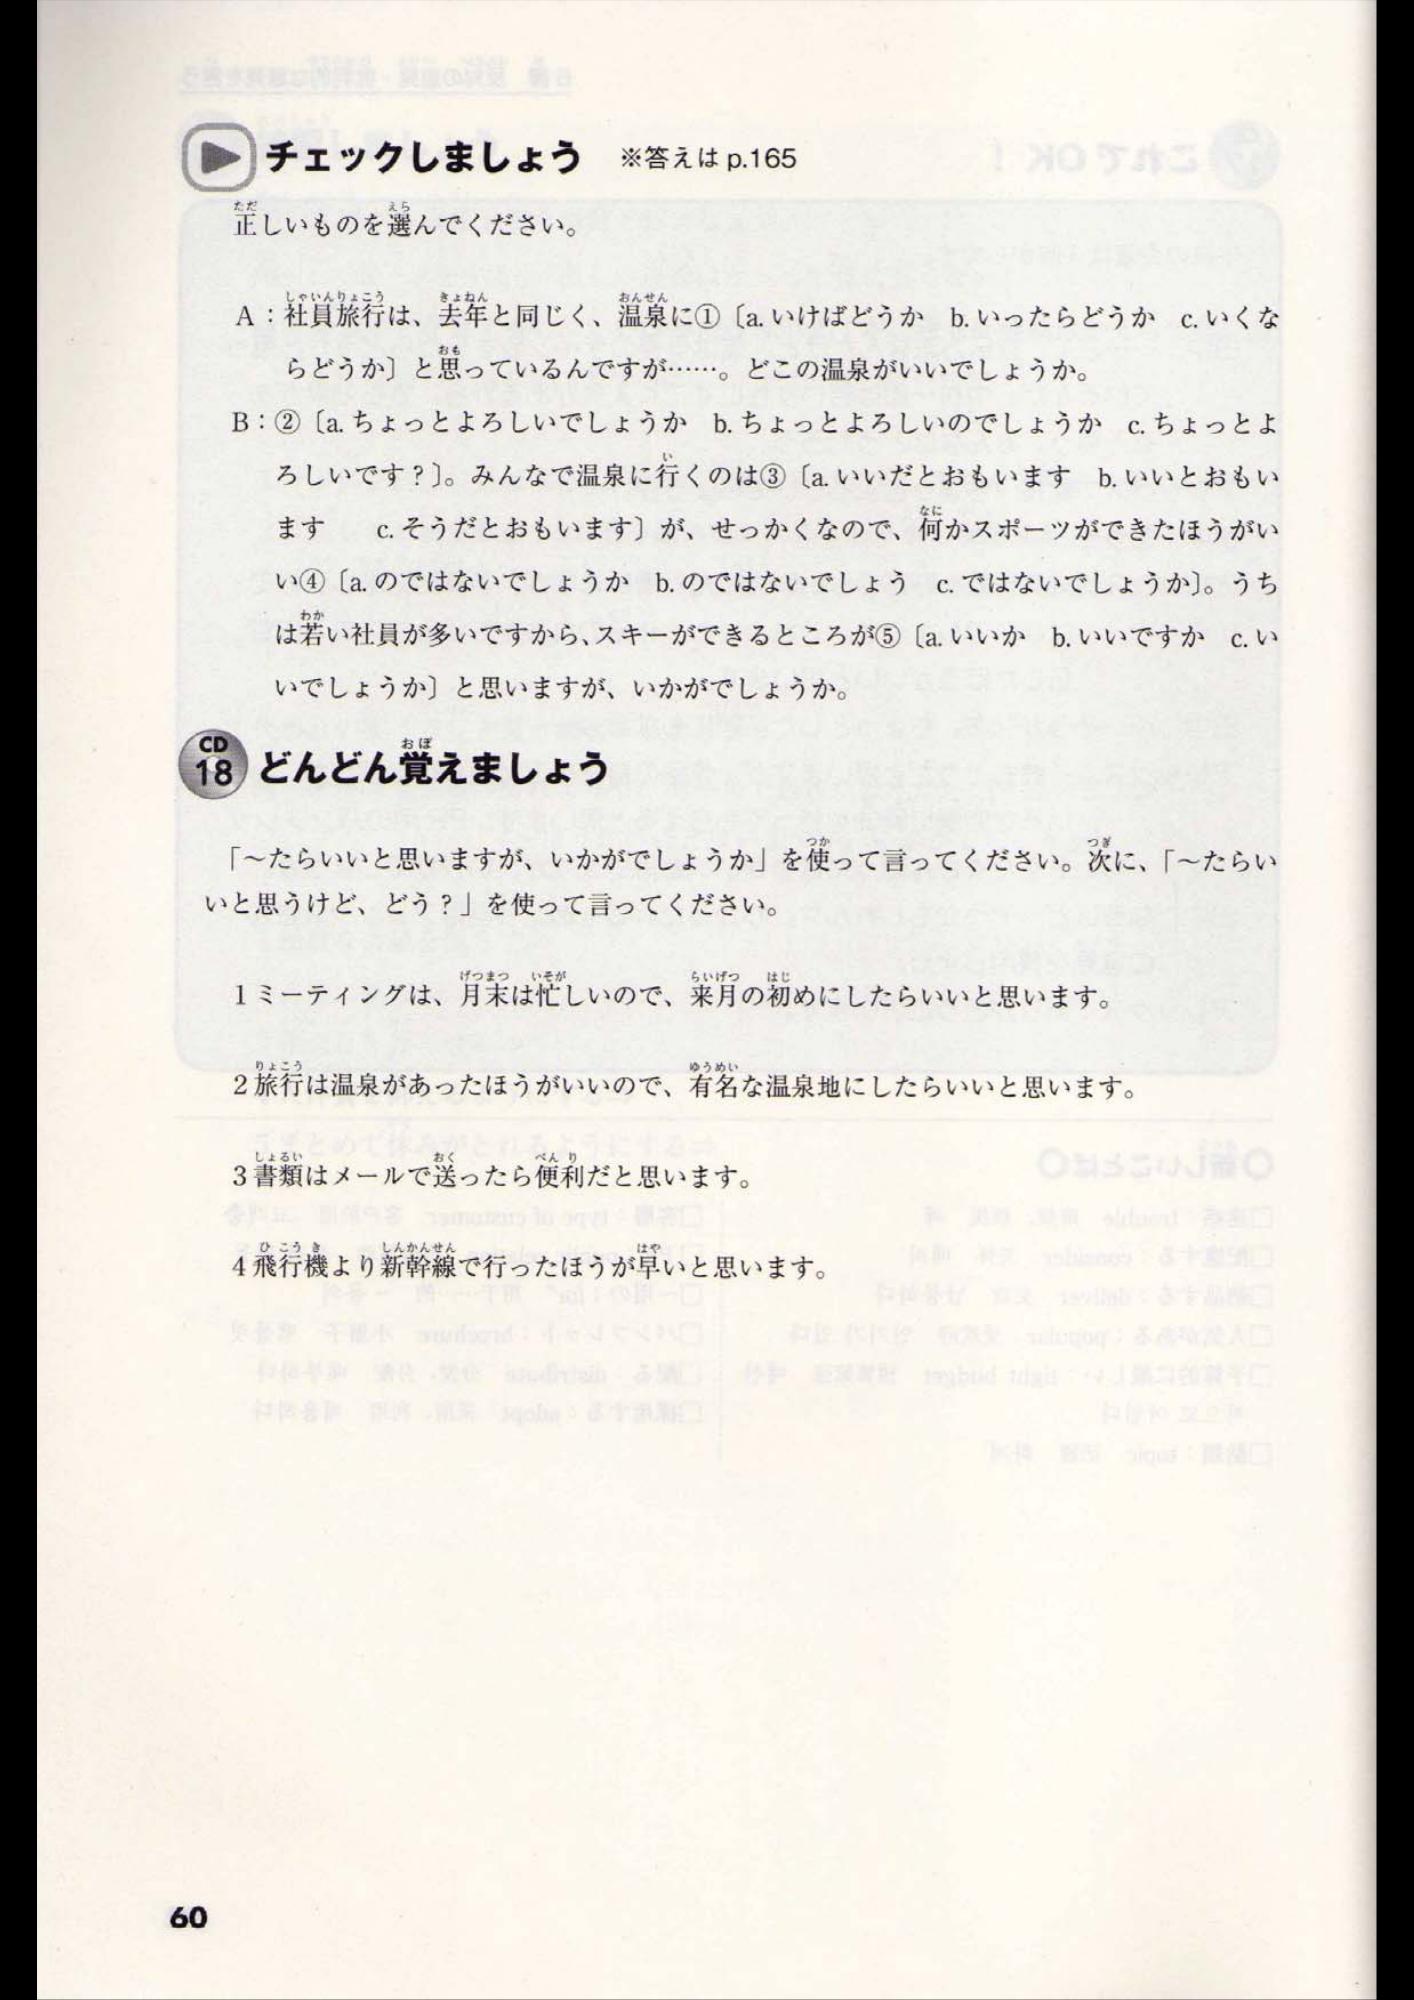 チェックしましょう　※答えは p.165
正しいものを選んでください。
A：社員旅行は、去年と同じく、温泉に①〔a. いけばどうか　b. いったらどうか　c. いくな
らどうか〕と思っているんですが……。どこの温泉がいいでしょうか。
B：②〔a. ちょっとよろしいでしょうか　b. ちょっとよろしいのでしょうか　c. ちょっとよ
ろしいです？〕。みんなで温泉に行くのは③〔a. いいだとおもいます　b. いいとおもい
ます　　c. そうだとおもいます〕が、せっかくなので、何かスポーツができたほうがい
い④〔a. のではないでしょうか　b. のではないでしょう　c. ではないでしょうか〕。うち
は若い社員が多いですから、スキーができるところが⑤〔a. いいか　b. いいですか　c. い
いでしょうか〕と思いますが、いかがでしょうか。
CD
18 どんどん覚えましょう
「～たらいいと思いますが、いかがでしょうか」を使って言ってください。次に、「～たらい
いと思うけど、どう？」を使って言ってください。
1 ミーティングは、月末は忙しいので、来月の初めにしたらいいと思います。
2 旅行は温泉があったほうがいいので、有名な温泉地にしたらいいと思います。
3 書類はメールで送ったら便利だと思います。
4 飛行機より新幹線で行ったほうが早いと思います。
60